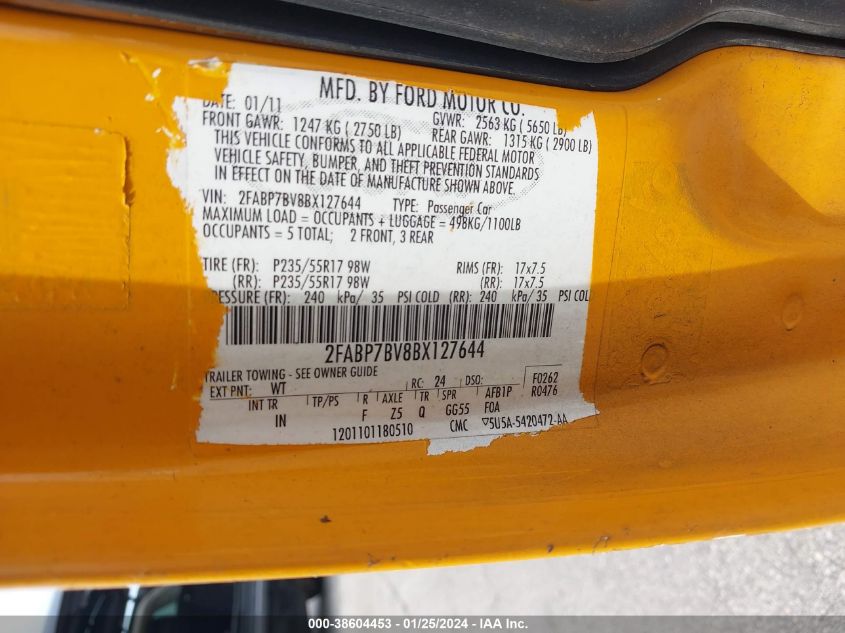 MFD. BY FORD MOTOR CO.
DATE: 01/11 GVWR: 2563 KG (5650 LB)
FRONT GAWR: 1247 KG (2750 LB) REAR GAWR: 1315 KG (2900 LB)
THIS VEHICLE CONFORMS TO ALL APPLICABLE FEDERAL MOTOR
VEHICLE SAFETY, BUMPER, AND THEFT PREVENTION STANDARDS
IN EFFECT ON THE DATE OF MANUFACTURE SHOWN ABOVE.
VIN: 2FABP7BV8BX127644 TYPE: Passenger Car
MAXIMUM LOAD = OCCUPANTS + LUGGAGE = 498KG/1100LB
OCCUPANTS = 5 TOTAL; 2 FRONT, 3 REAR
TIRE (FR): P235/55R17 98W RIMS (FR): 17x7.5
(RR): P235/55R17 98W (RR): 17x7.5
PRESSURE (FR): 240 kPa/ 35 PSI COLD (RR): 240 kPa/ 35 PSI COL
2FABP7BV8BX127644
TRAILER TOWING - SEE OWNER GUIDE
EXT PNT: WT RC: 24 DSO: F0262
INT TR TP/PS R AXLE TR SPR AFB1P R0476
IN F Z5 Q GG55 FOA
1201101180510 CMC ▽5U5A-5420472-AA
000-38604453 - 01/25/2024 - IAA Inc.